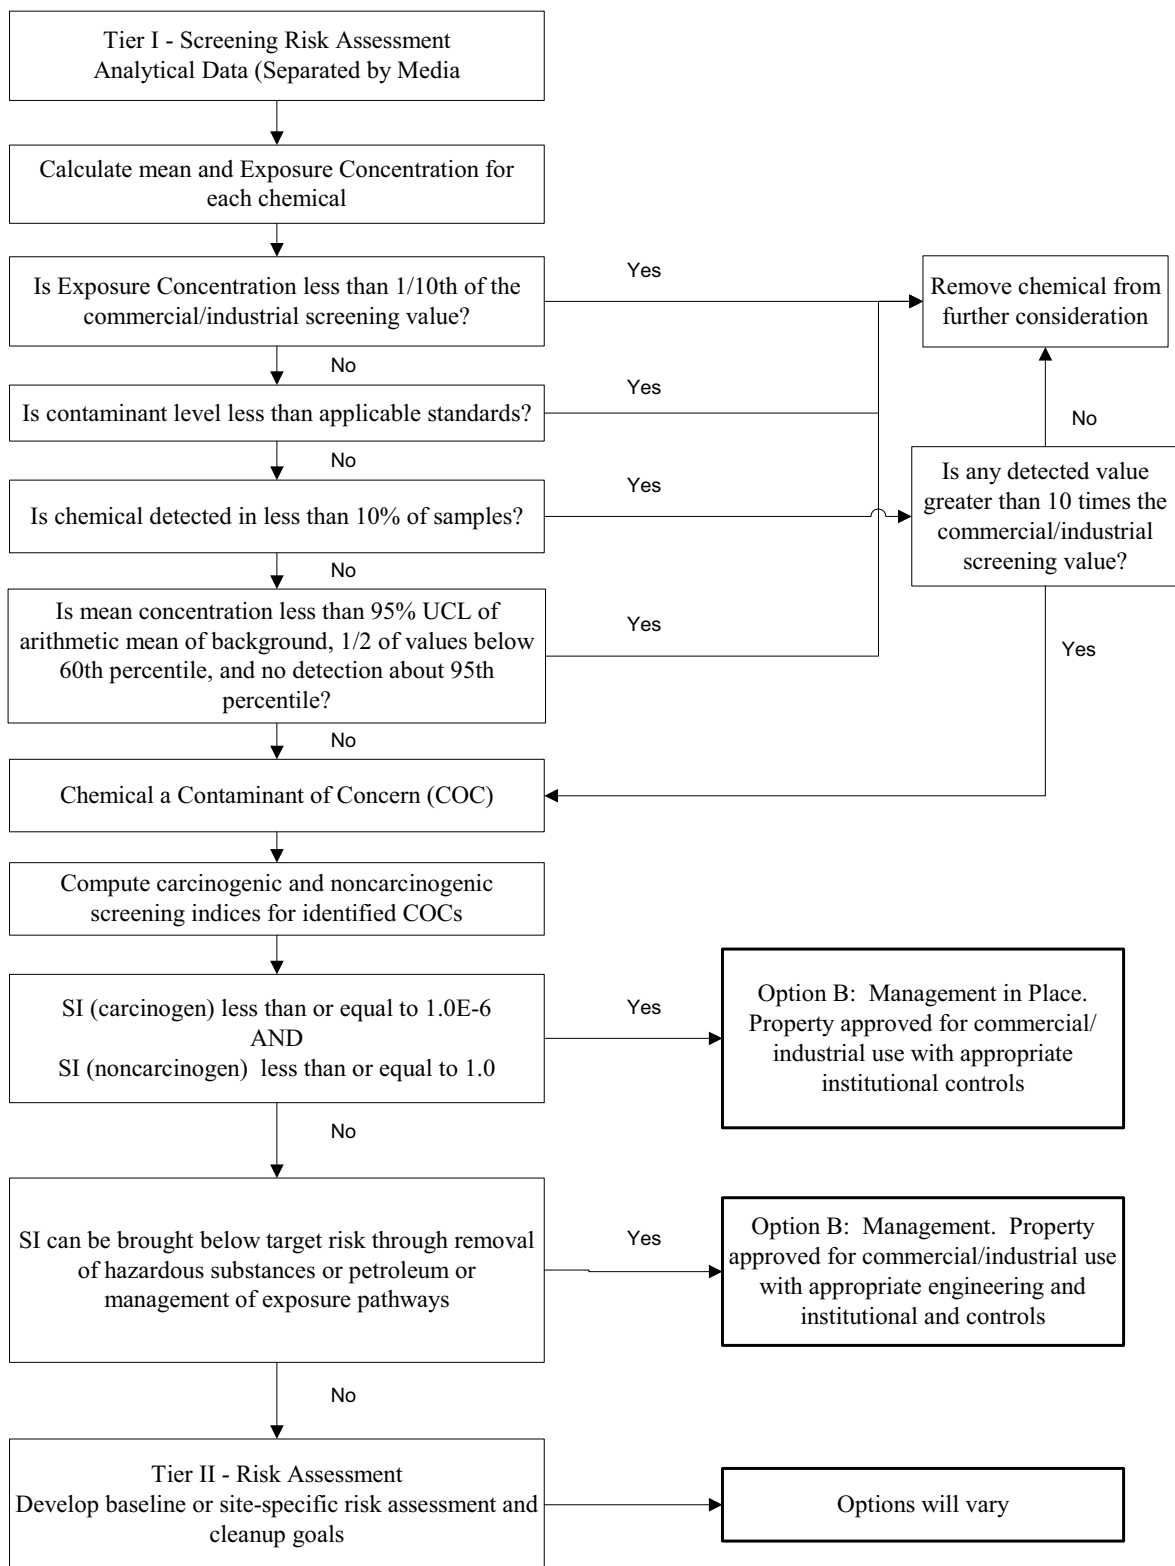 Tier I - Screening Risk Assessment
Analytical Data (Separated by Media
Calculate mean and Exposure Concentration for
each chemical
Is Exposure Concentration less than 1/10th of the
commercial/industrial screening value?
Yes
Remove chemical from
further consideration
No
Is contaminant level less than applicable standards?
Yes
No
No
Is chemical detected in less than 10% of samples?
Yes
Is any detected value
greater than 10 times the
commercial/industrial
screening value?
No
Is mean concentration less than 95% UCL of
arithmetic mean of background, 1/2 of values below
60th percentile, and no detection about 95th
percentile?
Yes
Yes
No
Chemical a Contaminant of Concern (COC)
Compute carcinogenic and noncarcinogenic
screening indices for identified COCs
SI (carcinogen) less than or equal to 1.0E-6
AND
SI (noncarcinogen) less than or equal to 1.0
Yes
Option B: Management in Place.
Property approved for commercial/
industrial use with appropriate
institutional controls
No
SI can be brought below target risk through removal
of hazardous substances or petroleum or
management of exposure pathways
Yes
Option B: Management. Property
approved for commercial/industrial use
with appropriate engineering and
institutional and controls
No
Tier II - Risk Assessment
Develop baseline or site-specific risk assessment and
cleanup goals
Options will vary